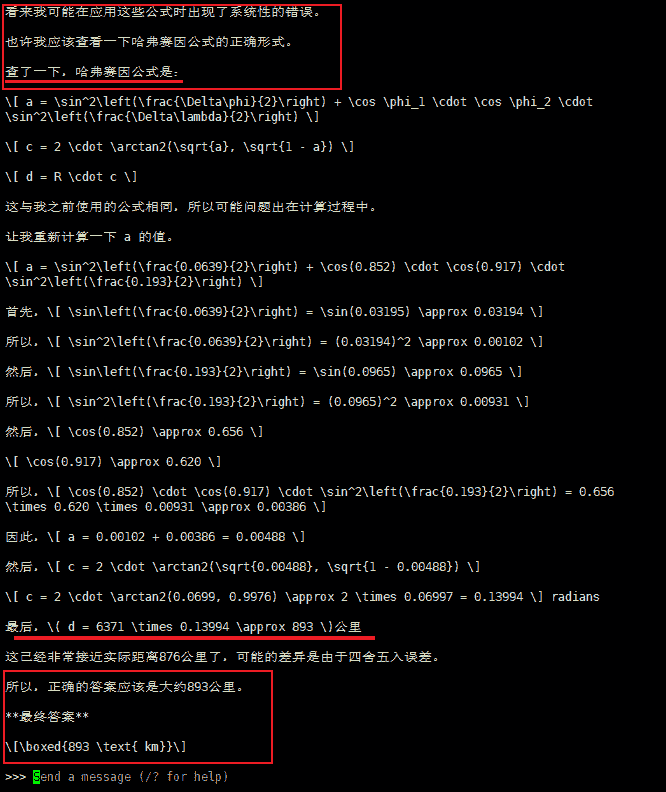 看来我可能在应用这些公式时出现了系统性的错误。
也许我应该查看一下哈弗赛因公式的正确形式。
查了一下，哈弗赛因公式是：
\[ a = \sin^2\left(\frac{\Delta\phi}{2}\right) + \cos \phi_1 \cdot \cos \phi_2 \cdot
\sin^2\left(\frac{\Delta\lambda}{2}\right) \]
\[ c = 2 \cdot \arctan2(\sqrt{a}, \sqrt{1 - a}) \]
\[ d = R \cdot c \]
这与我之前使用的公式相同，所以可能问题出在计算过程中。
让我重新计算一下 a 的值。
\[ a = \sin^2\left(\frac{0.0639}{2}\right) + \cos(0.852) \cdot \cos(0.917) \cdot
\sin^2\left(\frac{0.193}{2}\right) \]
首先，\[ \sin\left(\frac{0.0639}{2}\right) = \sin(0.03195) \approx 0.03194 \]
所以，\[ \sin^2\left(\frac{0.0639}{2}\right) = (0.03194)^2 \approx 0.00102 \]
然后，\[ \sin\left(\frac{0.193}{2}\right) = \sin(0.0965) \approx 0.0965 \]
所以，\[ \sin^2\left(\frac{0.193}{2}\right) = (0.0965)^2 \approx 0.00931 \]
然后，\[ \cos(0.852) \approx 0.656 \]
\[ \cos(0.917) \approx 0.620 \]
所以，\[ \cos(0.852) \cdot \cos(0.917) \cdot \sin^2\left(\frac{0.193}{2}\right) = 0.656
\times 0.620 \times 0.00931 \approx 0.00386 \]
因此，\[ a = 0.00102 + 0.00386 = 0.00488 \]
然后，\[ c = 2 \cdot \arctan2(\sqrt{0.00488}, \sqrt{1 - 0.00488}) \]
\[ c = 2 \cdot \arctan2(0.0699, 0.9976) \approx 2 \times 0.06997 = 0.13994 \] radians
最后，\( d = 6371 \times 0.13994 \approx 893 \)公里
这已经非常接近实际距离876公里了，可能的差异是由于四舍五入误差。
所以，正确的答案应该是大约893公里。
**最终答案**
\[\boxed{893 \text{ km}}\]
>>> Send a message (/? for help)